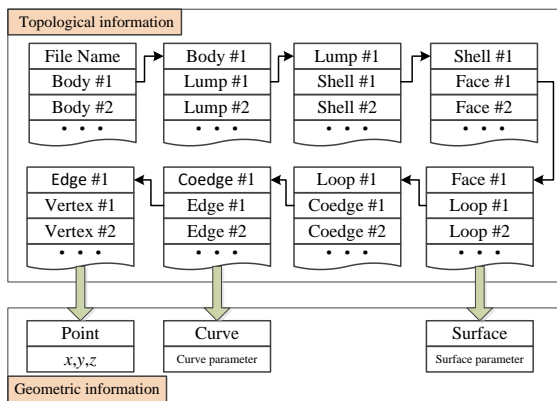 Topological information
File Name
Body #1
Body #2
• • •
Body #1
Lump #1
Lump #2
• • •
Lump #1
Shell #1
Shell #2
• • •
Shell #1
Face #1
Face #2
• • •
Edge #1
Vertex #1
Vertex #2
• • •
Coedge #1
Edge #1
Edge #2
• • •
Loop #1
Coedge #1
Coedge #2
• • •
Face #1
Loop #1
Loop #2
• • •
Point
x,y,z
Curve
Curve parameter
Surface
Surface parameter
Geometric information